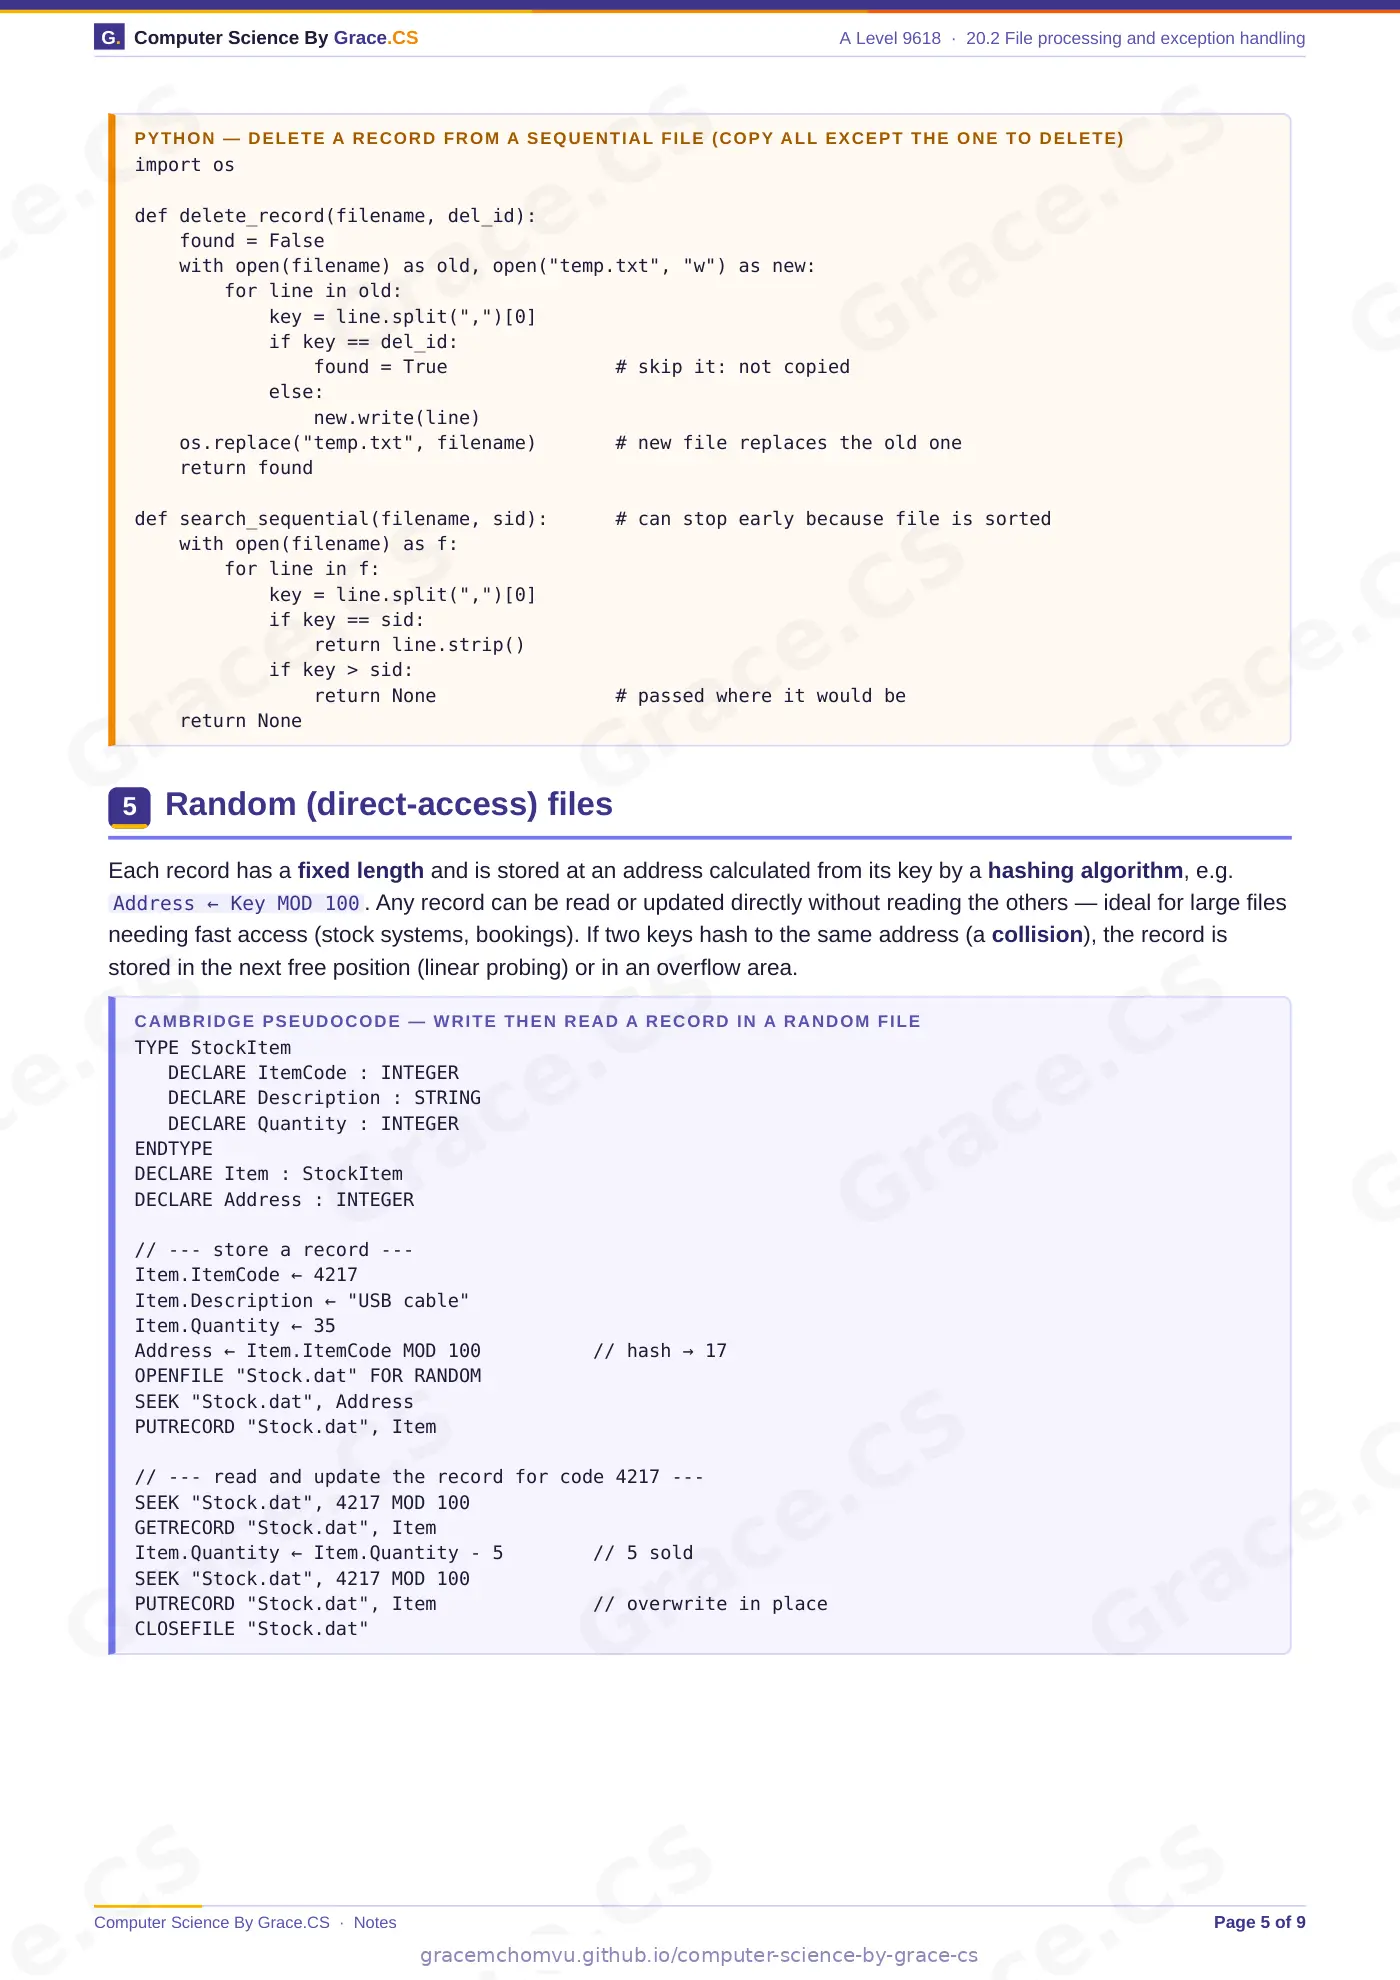 G. Computer Science By Grace.CS
A Level 9618 · 20.2 File processing and exception handling
PYTHON — DELETE A RECORD FROM A SEQUENTIAL FILE (COPY ALL EXCEPT THE ONE TO DELETE)
import os

def delete_record(filename, del_id):
    found = False
    with open(filename) as old, open("temp.txt", "w") as new:
        for line in old:
            key = line.split(",")[0]
            if key == del_id:
                found = True               # skip it: not copied
            else:
                new.write(line)
    os.replace("temp.txt", filename)       # new file replaces the old one
    return found

def search_sequential(filename, sid):      # can stop early because file is sorted
    with open(filename) as f:
        for line in f:
            key = line.split(",")[0]
            if key == sid:
                return line.strip()
            if key > sid:
                return None                # passed where it would be
    return None
5 Random (direct-access) files
Each record has a fixed length and is stored at an address calculated from its key by a hashing algorithm, e.g.
Address ← Key MOD 100. Any record can be read or updated directly without reading the others — ideal for large files
needing fast access (stock systems, bookings). If two keys hash to the same address (a collision), the record is
stored in the next free position (linear probing) or in an overflow area.
CAMBRIDGE PSEUDOCODE — WRITE THEN READ A RECORD IN A RANDOM FILE
TYPE StockItem
   DECLARE ItemCode : INTEGER
   DECLARE Description : STRING
   DECLARE Quantity : INTEGER
ENDTYPE
DECLARE Item : StockItem
DECLARE Address : INTEGER

// --- store a record ---
Item.ItemCode ← 4217
Item.Description ← "USB cable"
Item.Quantity ← 35
Address ← Item.ItemCode MOD 100          // hash → 17
OPENFILE "Stock.dat" FOR RANDOM
SEEK "Stock.dat", Address
PUTRECORD "Stock.dat", Item

// --- read and update the record for code 4217 ---
SEEK "Stock.dat", 4217 MOD 100
GETRECORD "Stock.dat", Item
Item.Quantity ← Item.Quantity - 5        // 5 sold
SEEK "Stock.dat", 4217 MOD 100
PUTRECORD "Stock.dat", Item              // overwrite in place
CLOSEFILE "Stock.dat"
Computer Science By Grace.CS · Notes
Page 5 of 9
gracemchomvu.github.io/computer-science-by-grace-cs